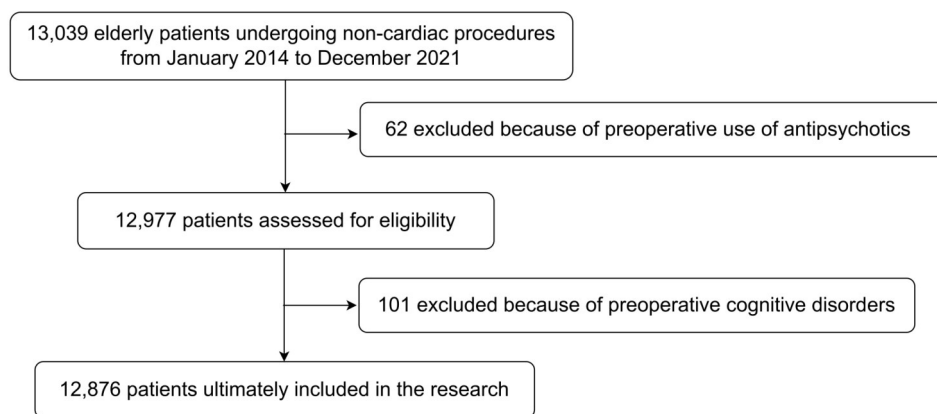 13,039 elderly patients undergoing non-cardiac procedures
from January 2014 to December 2021
62 excluded because of preoperative use of antipsychotics
12,977 patients assessed for eligibility
101 excluded because of preoperative cognitive disorders
12,876 patients ultimately included in the research